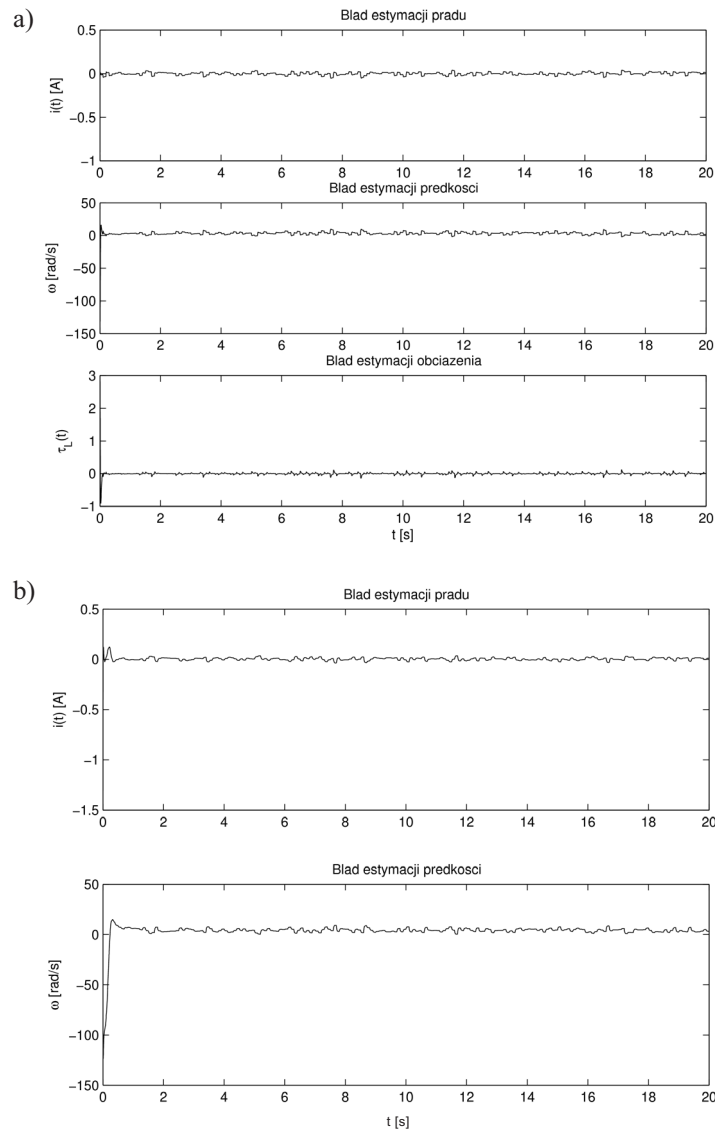 a)
Blad estymacji pradu
0.5
0
−0.5
−1
i(t) [A]
0 2 4 6 8 10 12 14 16 18 20
Blad estymacji predkosci
50
0
−50
−100
−150
ω [rad/s]
0 2 4 6 8 10 12 14 16 18 20
Blad estymacji obciazenia
3
2
1
0
−1
τL(t)
0 2 4 6 8 10 12 14 16 18 20
t [s]
b)
Blad estymacji pradu
0.5
0
−0.5
−1
−1.5
i(t) [A]
0 2 4 6 8 10 12 14 16 18 20
Blad estymacji predkosci
50
0
−50
−100
−150
ω [rad/s]
0 2 4 6 8 10 12 14 16 18 20
t [s]